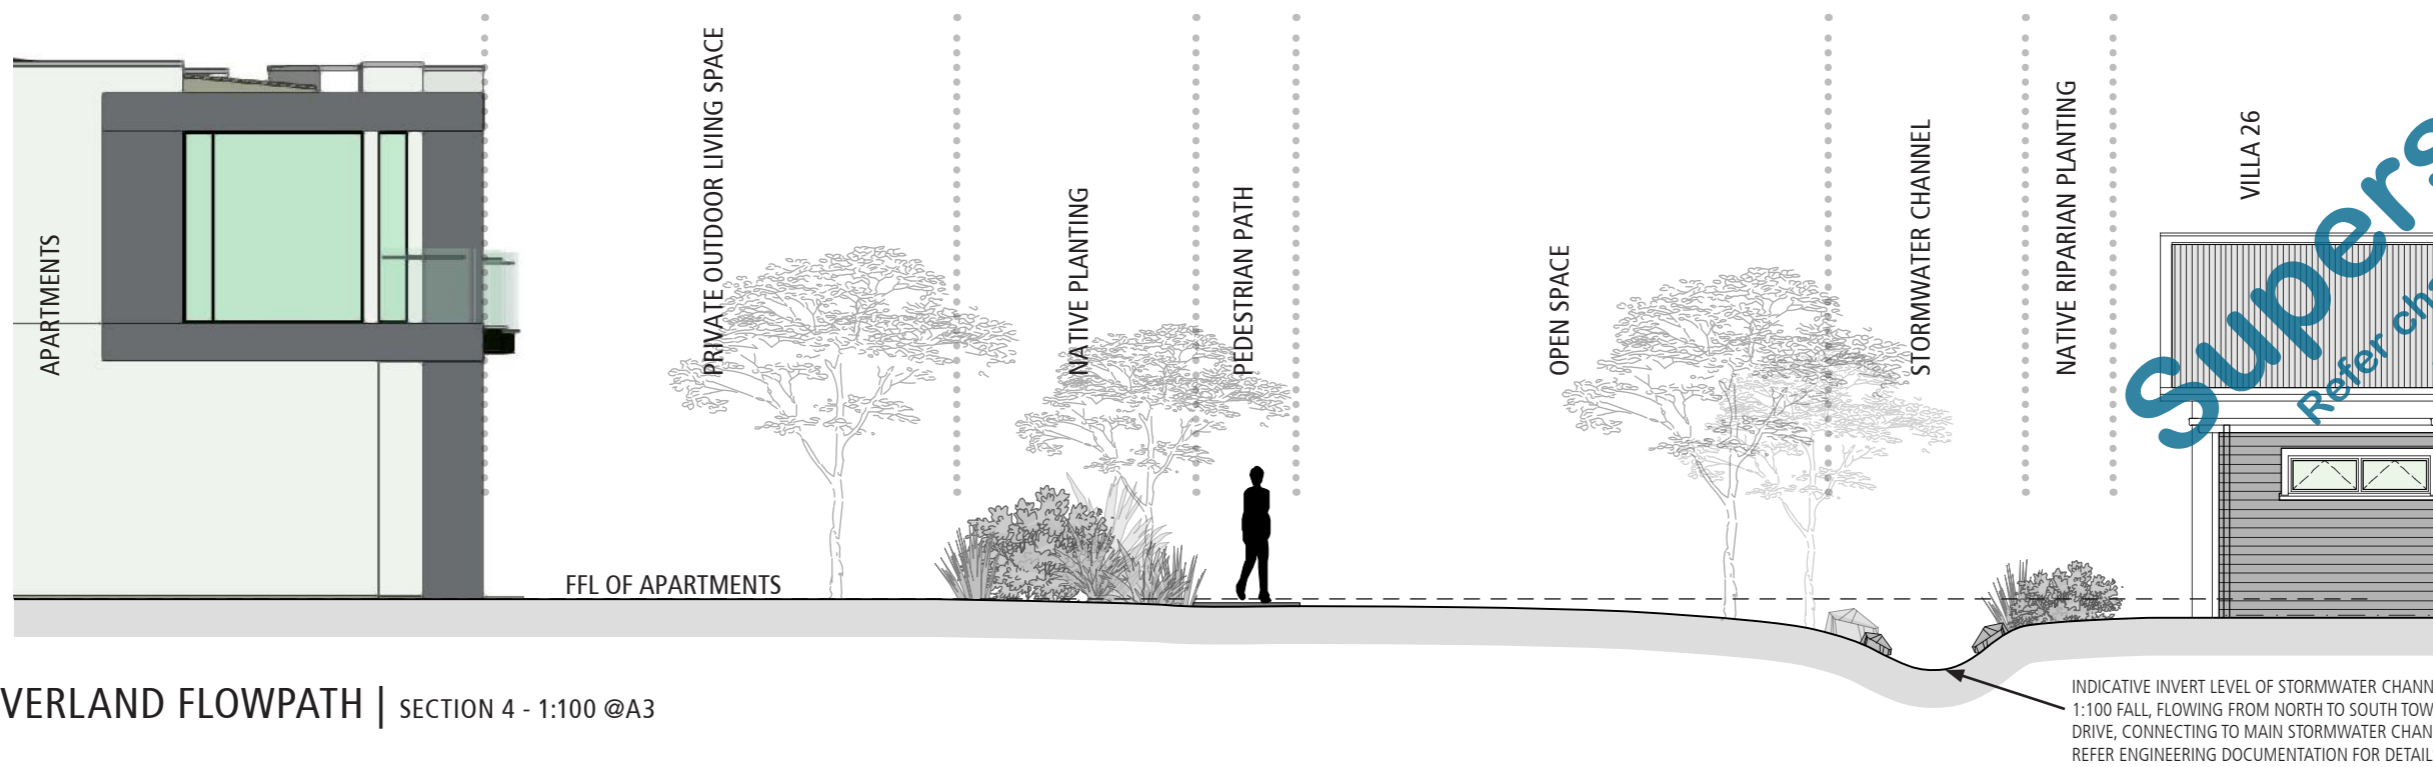 APARTMENTS
PRIVATE OUTDOOR LIVING SPACE
NATIVE PLANTING
PEDESTRIAN PATH
OPEN SPACE
STORMWATER CHANNEL
NATIVE RIPARIAN PLANTING
VILLA 26
Supers
Refer cha
FFL OF APARTMENTS
VERLAND FLOWPATH | SECTION 4 - 1:100 @A3
INDICATIVE INVERT LEVEL OF STORMWATER CHANN
1:100 FALL, FLOWING FROM NORTH TO SOUTH TOW
DRIVE, CONNECTING TO MAIN STORMWATER CHAN
REFER ENGINEERING DOCUMENTATION FOR DETAIL